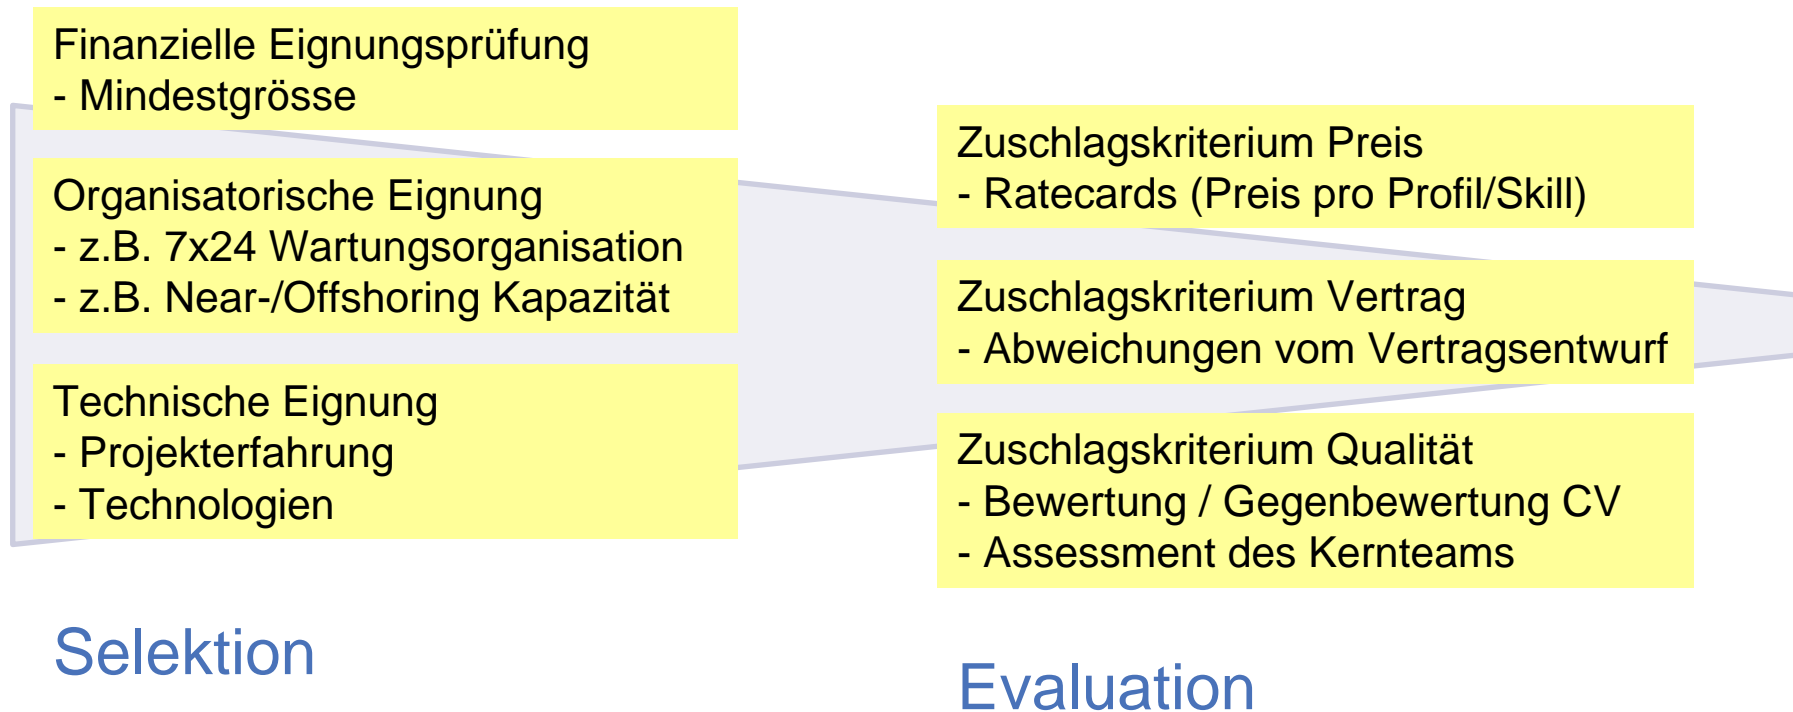 Finanzielle Eignungsprüfung
- Mindestgrösse
Organisatorische Eignung
- z.B. 7x24 Wartungsorganisation
- z.B. Near-/Offshoring Kapazität
Technische Eignung
- Projekterfahrung
- Technologien
Selektion
Zuschlagskriterium Preis
- Ratecards (Preis pro Profil/Skill)
Zuschlagskriterium Vertrag
- Abweichungen vom Vertragsentwurf
Zuschlagskriterium Qualität
- Bewertung / Gegenbewertung CV
- Assessment des Kernteams
Evaluation